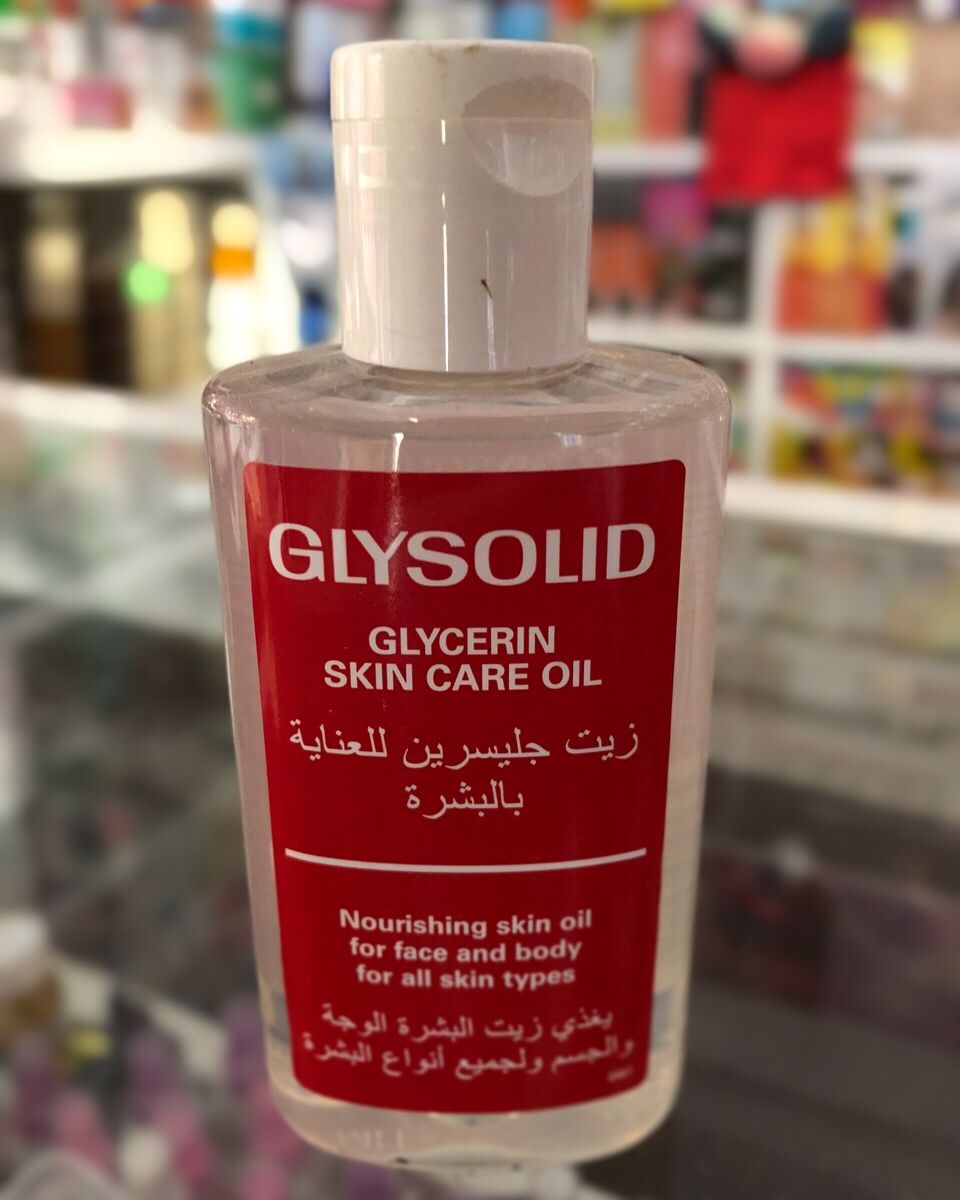 GLYSOLID
GLYCERIN
SKIN CARE OIL
زيت جليسرين للعناية
بالبشرة
Nourishing skin oil
for face and body
for all skin types
يغذي زيت البشرة الوجة
والجسم ولجميع أنواع البشرة